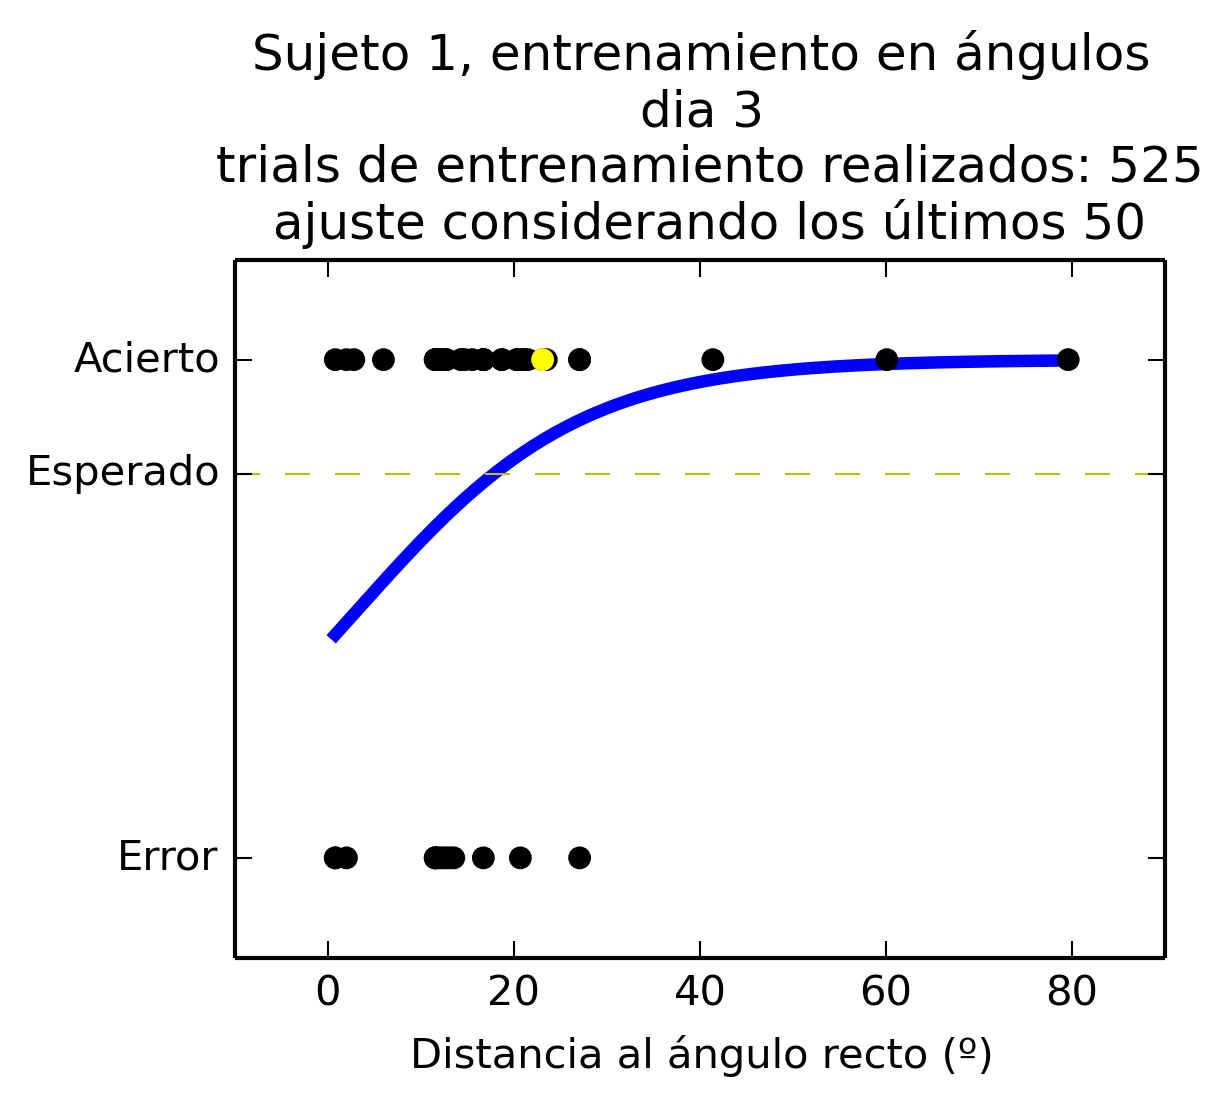 Sujeto 1, entrenamiento en ángulos
dia 3
trials de entrenamiento realizados: 525
ajuste considerando los últimos 50
Acierto
Esperado
Error
0 20 40 60 80
Distancia al ángulo recto (º)